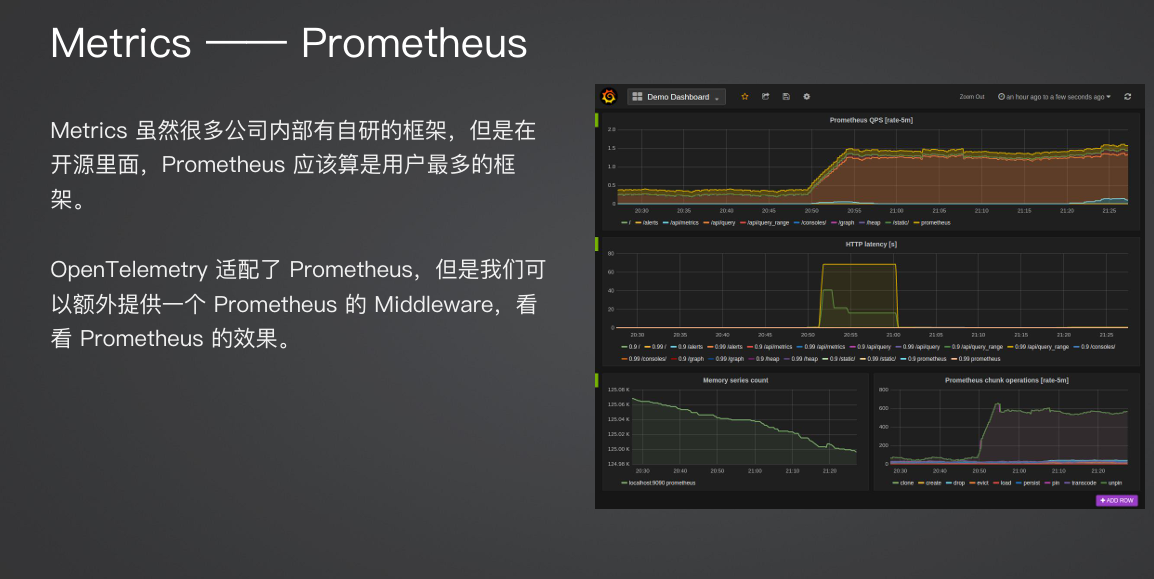 Metrics —— Prometheus
Metrics 虽然很多公司内部有自研的框架，但是在
开源里面，Prometheus 应该算是用户最多的框
架。
OpenTelemetry 适配了 Prometheus，但是我们可
以额外提供一个 Prometheus 的 Middleware，看
看 Prometheus 的效果。
Demo Dashboard
Zoom Out
an hour ago to a few seconds ago
Prometheus QPS [rate-5m]
2.0
1.5
1.0
0.5
0
20:30 20:35 20:40 20:45 20:50 20:55 21:00 21:05 21:10 21:15 21:20 21:25
/ /alerts /api/metrics /api/query /api/query_range /consoles/ /graph /heap /static/ prometheus
HTTP latency [s]
80
60
40
20
0
20:30 20:35 20:40 20:45 20:50 20:55 21:00 21:05 21:10 21:15 21:20 21:25
0.9 / 0.99 / 0.9 /alerts 0.99 /alerts 0.9 /api/metrics 0.99 /api/metrics 0.9 /api/query 0.99 /api/query 0.9 /api/query_range 0.99 /api/query_range 0.9 /consoles/
0.99 /consoles/ 0.9 /graph 0.99 /graph 0.9 /heap 0.99 /heap 0.9 /static/ 0.99 /static/ 0.9 prometheus 0.99 prometheus
Memory series count
125.08 K
125.06 K
125.04 K
125.02 K
125.00 K
124.98 K
20:30 20:40 20:50 21:00 21:10 21:20
localhost:9090 prometheus
Prometheus chunk operations [rate-5m]
800
600
400
200
0
20:30 20:40 20:50 21:00 21:10 21:20
clone create drop evict load persist pin transcode unpin
ADD ROW